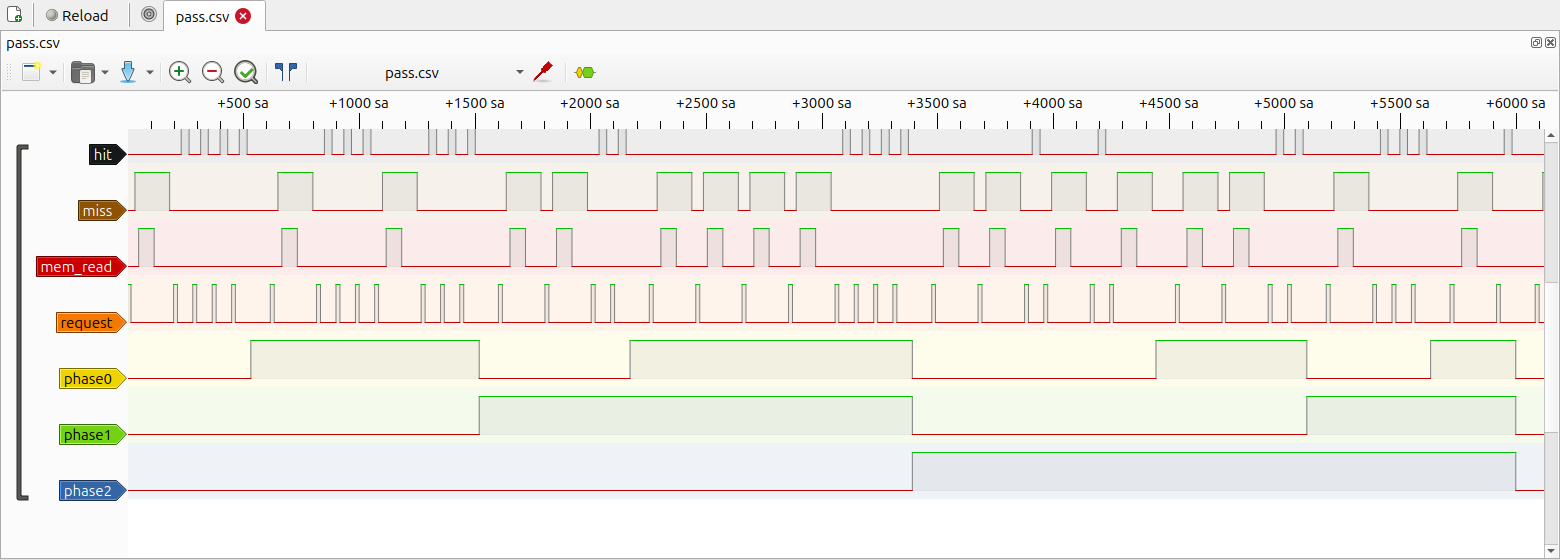 Reload
pass.csv
pass.csv
pass.csv
+500 sa +1000 sa +1500 sa +2000 sa +2500 sa +3000 sa +3500 sa +4000 sa +4500 sa +5000 sa +5500 sa +6000 sa
hit
miss
mem_read
request
phase0
phase1
phase2